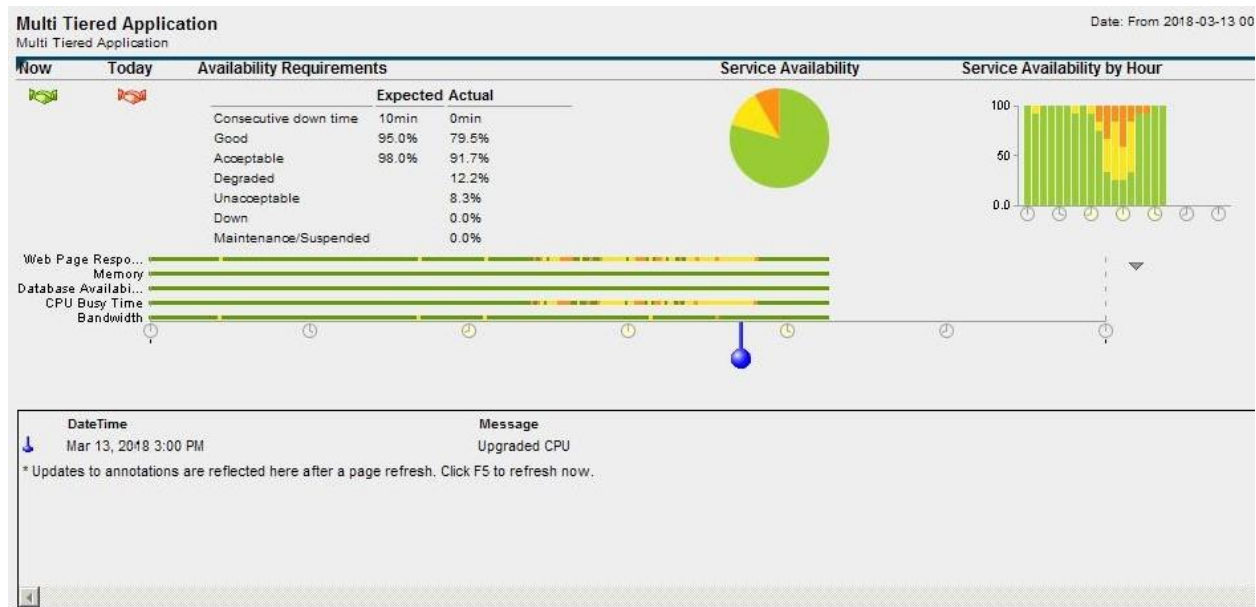 Multi Tiered Application
Date: From 2018-03-13 00
Multi Tiered Application
Now Today Availability Requirements Service Availability Service Availability by Hour
Expected Actual
Consecutive down time 10min 0min
Good 95.0% 79.5%
Acceptable 98.0% 91.7%
Degraded 12.2%
Unacceptable 8.3%
Down 0.0%
Maintenance/Suspended 0.0%
100
50
0.0
Web Page Respo...
Memory
Database Availabi...
CPU Busy Time
Bandwidth
DateTime Message
Mar 13, 2018 3:00 PM Upgraded CPU
* Updates to annotations are reflected here after a page refresh. Click F5 to refresh now.